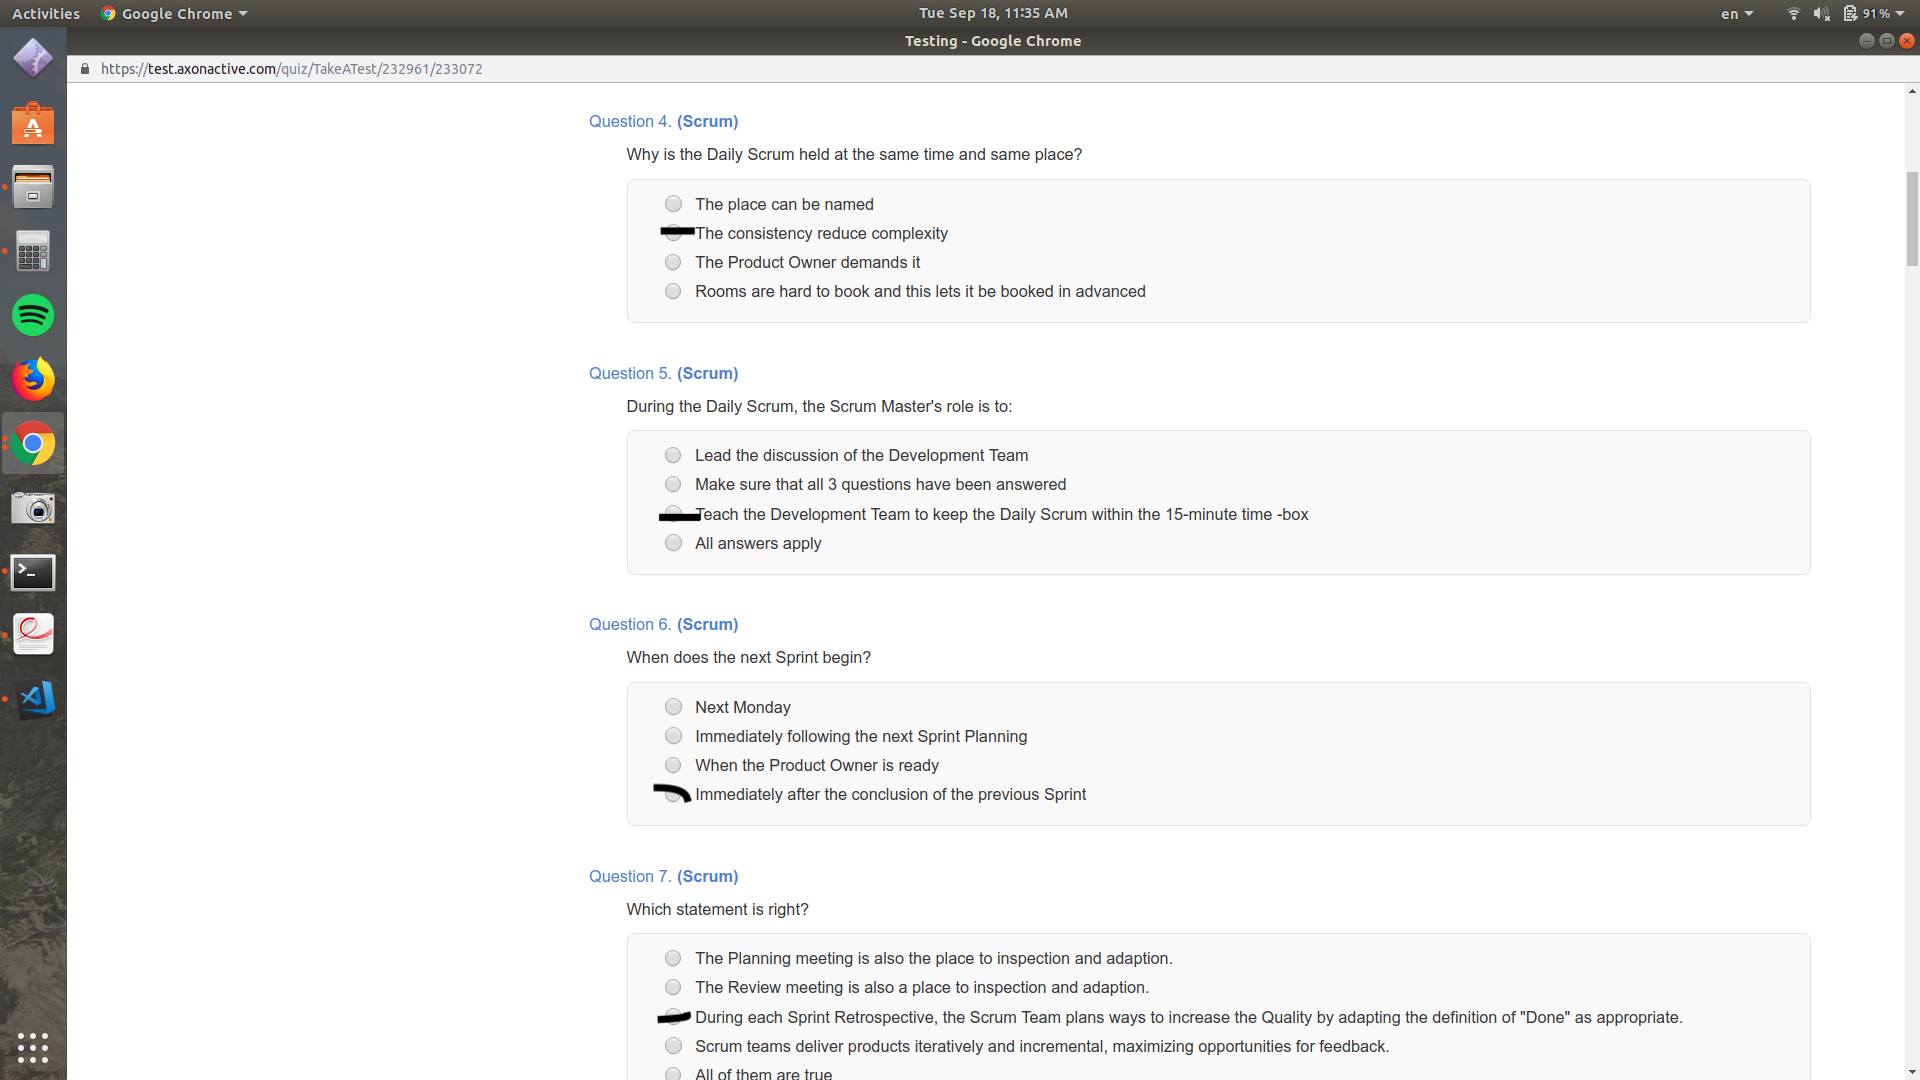 Activities Google Chrome Tue Sep 18, 11:35 AM en 91%
Testing - Google Chrome
https://test.axonactive.com/quiz/TakeATest/232961/233072
Question 4. (Scrum)
Why is the Daily Scrum held at the same time and same place?
The place can be named
The consistency reduce complexity
The Product Owner demands it
Rooms are hard to book and this lets it be booked in advanced
Question 5. (Scrum)
During the Daily Scrum, the Scrum Master's role is to:
Lead the discussion of the Development Team
Make sure that all 3 questions have been answered
Teach the Development Team to keep the Daily Scrum within the 15-minute time -box
All answers apply
Question 6. (Scrum)
When does the next Sprint begin?
Next Monday
Immediately following the next Sprint Planning
When the Product Owner is ready
Immediately after the conclusion of the previous Sprint
Question 7. (Scrum)
Which statement is right?
The Planning meeting is also the place to inspection and adaption.
The Review meeting is also a place to inspection and adaption.
During each Sprint Retrospective, the Scrum Team plans ways to increase the Quality by adapting the definition of "Done" as appropriate.
Scrum teams deliver products iteratively and incremental, maximizing opportunities for feedback.
All of them are true